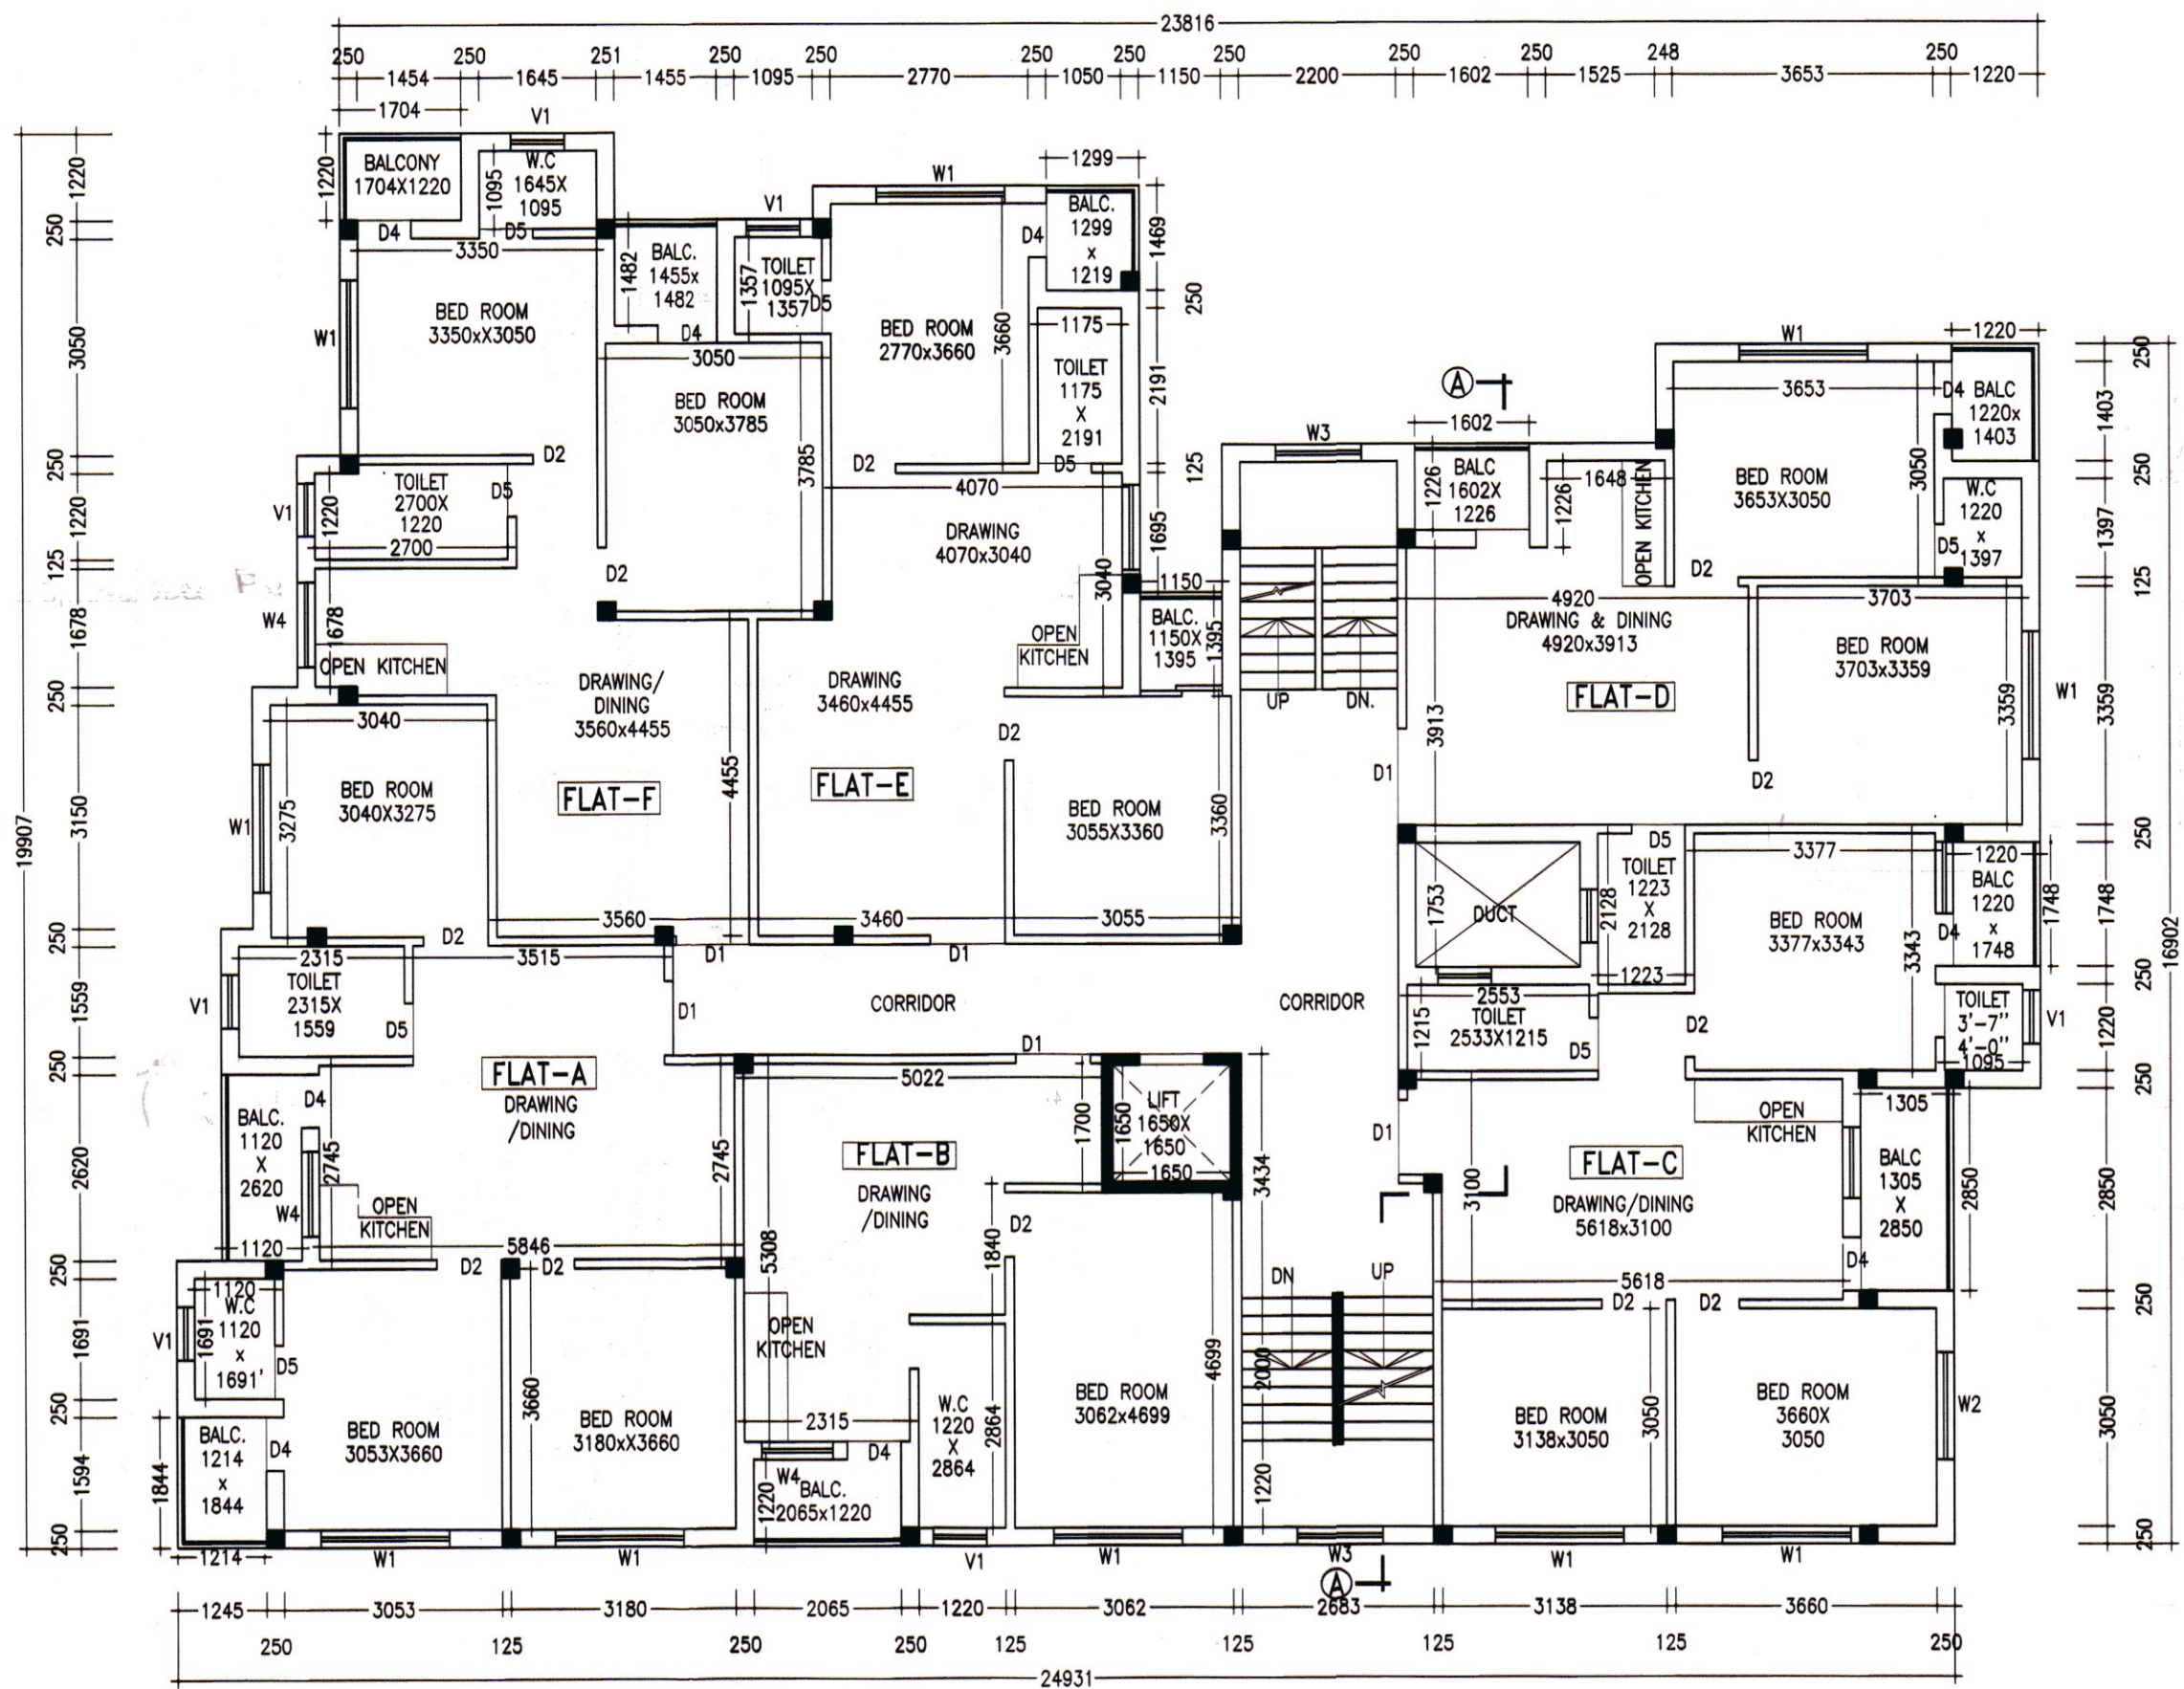 23816
250 250 251 250 250 250 250 250 250 250 248 250
1454 1645 1455 1095 2770 1050 1150 2200 1602 1525 3653 1220
1704
V1
1220
BALCONY
1704X1220
1095
W.C
1645X
1095
D4
D5
3350
BED ROOM
3350xX3050
W1
D2
1482
BALC.
1455x
1482
D4
V1
1357
TOILET
1095X
1357
D5
3050
BED ROOM
3050x3785
3785
W1
BED ROOM
2770x3660
3660
D2
1299
D4
BALC.
1299
x
1219
1469
250
1175
TOILET
1175
X
2191
D5
2191
125
4070
DRAWING
4070x3040
1695
3040
1150
BALC.
1150X
1395
1395
OPEN
KITCHEN
TOILET
2700X
1220
D5
V1
1220
2700
W4
1678
OPEN KITCHEN
D2
DRAWING/
DINING
3560x4455
4455
FLAT-F
3040
BED ROOM
3040X3275
3275
W1
D2
DRAWING
3460x4455
FLAT-E
D2
BED ROOM
3055X3360
3360
3560
3460
3055
D1
D1
A
W3
UP
DN.
1602
1226
BALC
1602X
1226
1226
1648
OPEN KITCHEN
W1
3653
BED ROOM
3653X3050
3050
1220
D4
BALC
1220x
1403
W.C
1220
x
1397
D5
D2
4920
3703
DRAWING & DINING
4920x3913
FLAT-D
3913
D1
BED ROOM
3703x3359
3359
W1
D2
DUCT
1753
D5
TOILET
1223
X
2128
2128
1223
3377
BED ROOM
3377x3343
3343
1220
BALC
1220
x
1748
1748
D4
2553
TOILET
2533X1215
1215
D5
D2
TOILET
3'-7"
4'-0"
1095
V1
2315
3515
TOILET
2315X
1559
V1
D5
D1
CORRIDOR
CORRIDOR
D1
FLAT-A
DRAWING
/DINING
D4
BALC.
1120
X
2620
2745
W4
OPEN
KITCHEN
2745
1120
5846
D2
D2
5022
1700
LIFT
1650X
1650
1650
1650
FLAT-B
DRAWING
/DINING
5308
D2
1840
3434
D1
3100
FLAT-C
DRAWING/DINING
5618x3100
OPEN
KITCHEN
1305
BALC
1305
X
2850
2850
D4
5618
D2
D2
1120
W.C
1120
x
1691'
1691
V1
D5
BALC.
1214
x
1844
1844
D4
1214
BED ROOM
3053X3660
3660
BED ROOM
3180xX3660
OPEN
KITCHEN
2315
W4
D4
BALC.
2065x1220
1220
W.C
1220
X
2864
2864
BED ROOM
3062x4699
4699
DN
UP
2000
1220
BED ROOM
3138x3050
3050
BED ROOM
3660X
3050
W2
W1
W1
V1
W1
W3
W1
W1
A
1245 3053 3180 2065 1220 3062 2683 3138 3660
250 125 250 250 125 125 125 125 250
24931
19907
1220
250
3050
250
1220
125
1678
250
3150
250
1559
250
2620
250
1691
250
1594
250
250
1403
250
1397
125
3359
250
1748
250
1220
250
2850
250
3050
250
16902